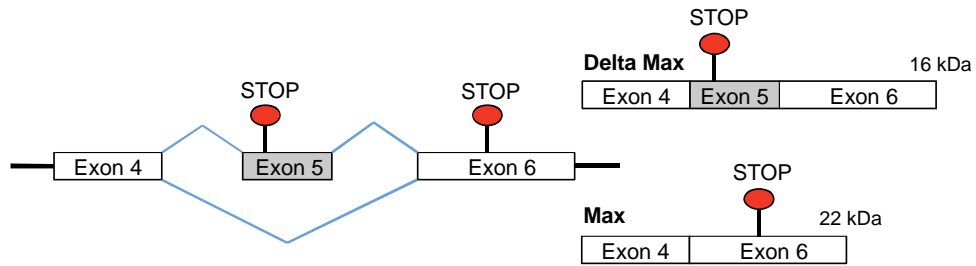 STOP
STOP
Exon 4
Exon 5
Exon 6
STOP
Delta Max
16 kDa
Exon 4
Exon 5
Exon 6
STOP
Max
22 kDa
Exon 4
Exon 6